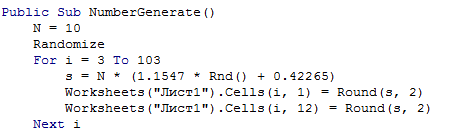 Public Sub NumberGenerate()
N = 10
Randomize
For i = 3 To 103
s = N * (1.1547 * Rnd() + 0.42265)
Worksheets("Лист1").Cells(i, 1) = Round(s, 2)
Worksheets("Лист1").Cells(i, 12) = Round(s, 2)
Next i